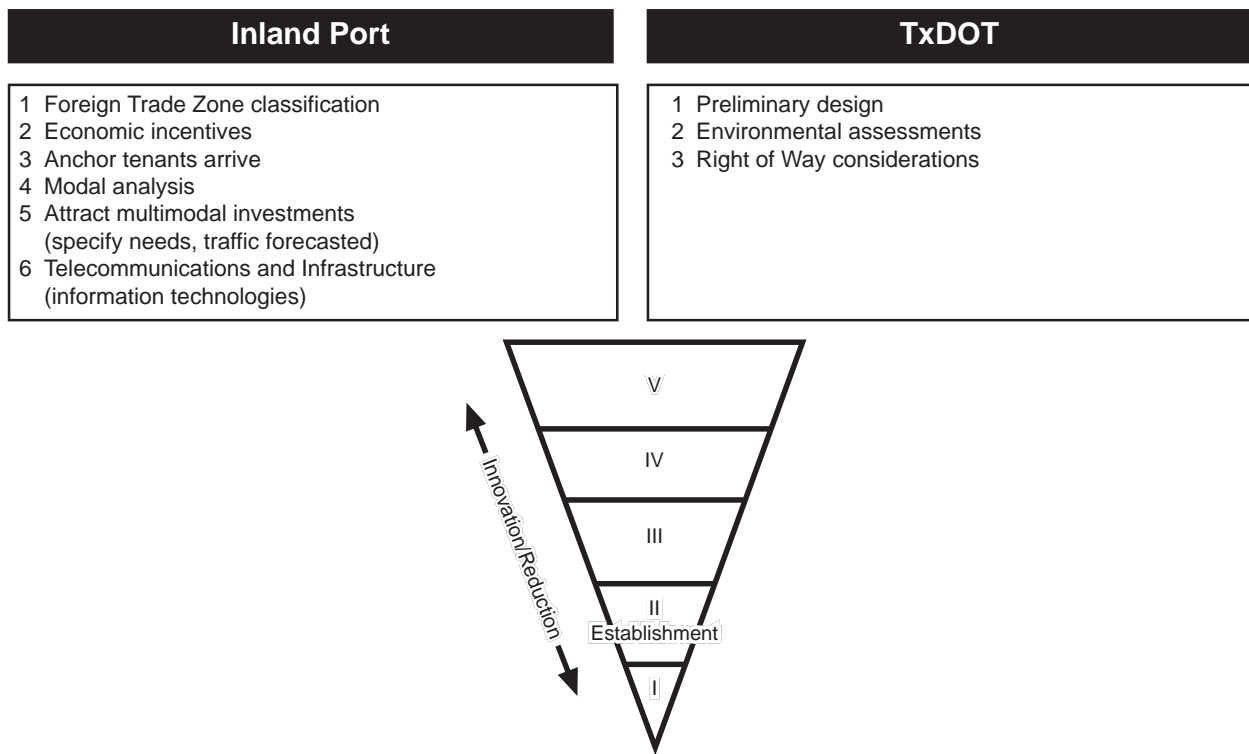 Inland Port
TxDOT
1 Foreign Trade Zone classification
2 Economic incentives
3 Anchor tenants arrive
4 Modal analysis
5 Attract multimodal investments
(specify needs, traffic forecasted)
6 Telecommunications and Infrastructure
(information technologies)
1 Preliminary design
2 Environmental assessments
3 Right of Way considerations
V
IV
III
II
Establishment
I
Innovation/Reduction